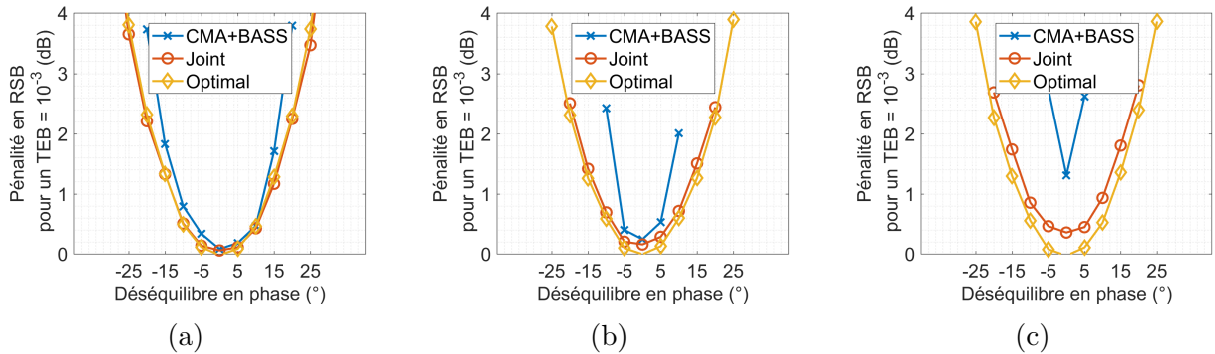 4
3
2
1
0
Pénalité en RSB
pour un TEB = 10⁻³ (dB)
CMA+BASS
Joint
Optimal
-25 -15 -5 5 15 25
Déséquilibre en phase (°)
(a)
4
3
2
1
0
Pénalité en RSB
pour un TEB = 10⁻³ (dB)
CMA+BASS
Joint
Optimal
-25 -15 -5 5 15 25
Déséquilibre en phase (°)
(b)
4
3
2
1
0
Pénalité en RSB
pour un TEB = 10⁻³ (dB)
CMA+BASS
Joint
Optimal
-25 -15 -5 5 15 25
Déséquilibre en phase (°)
(c)